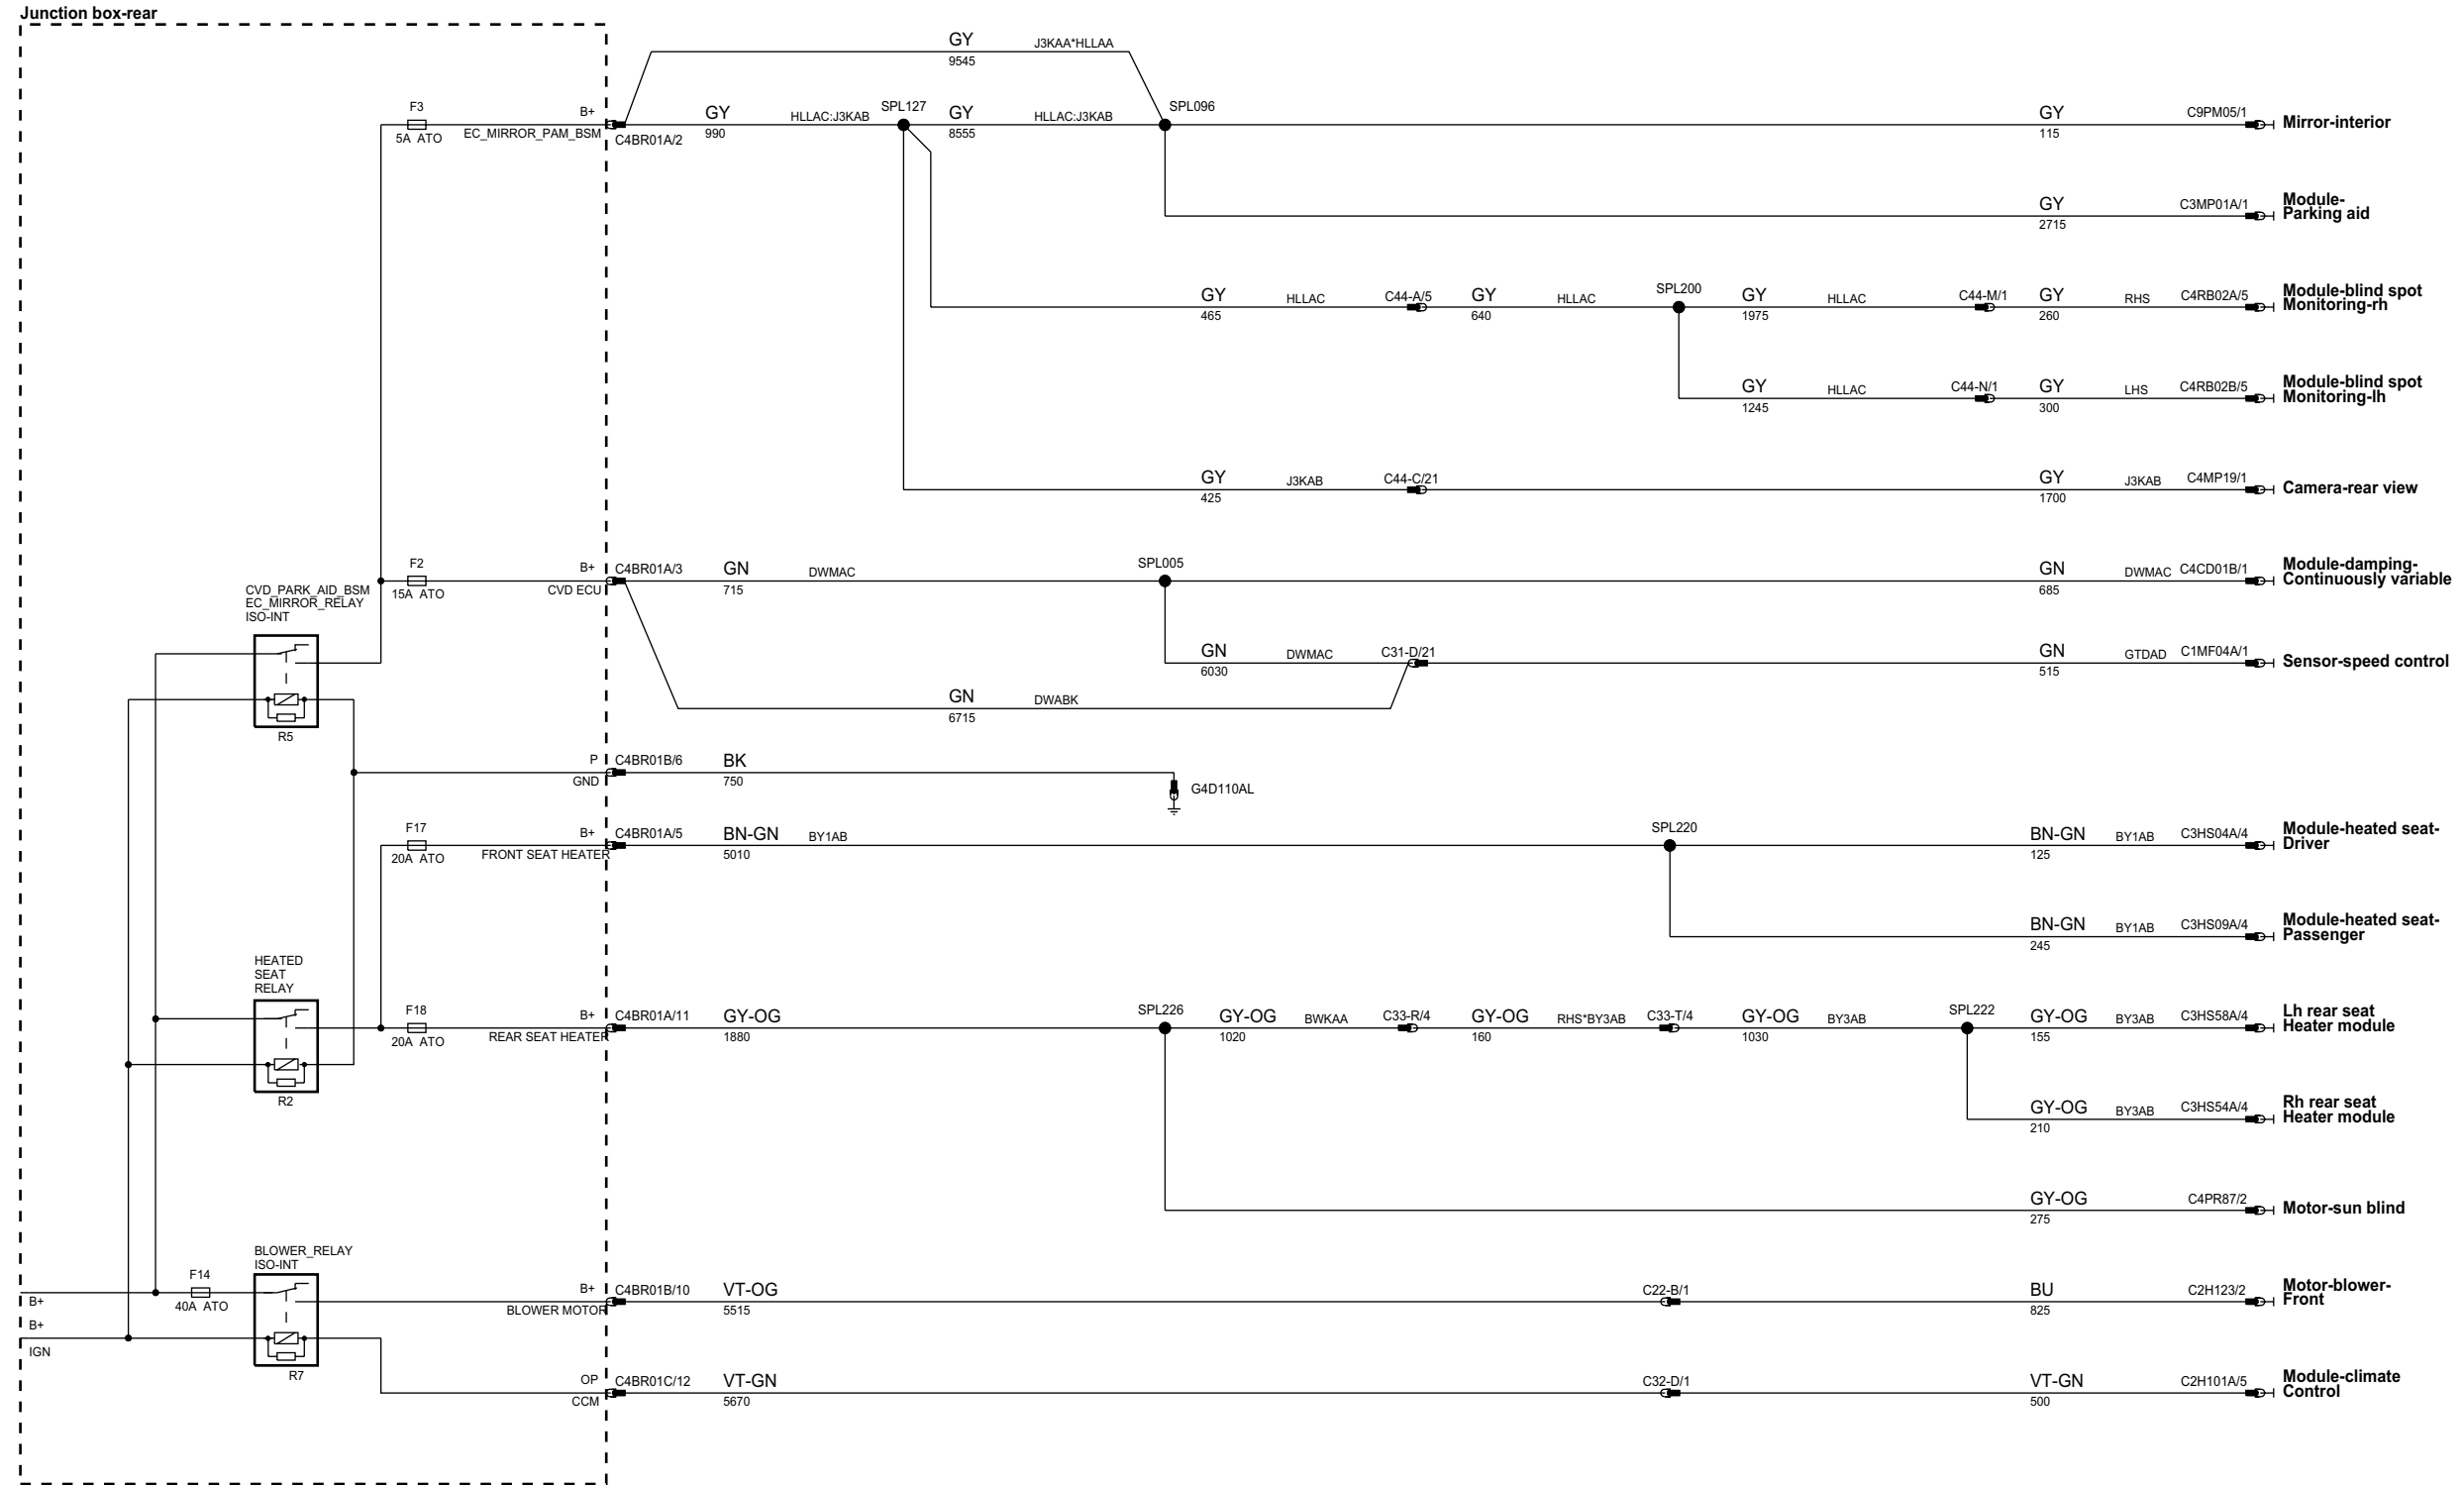 Junction box-rear
GY
J3KAA*HLLAA
9545
F3
5A ATO
B+
EC_MIRROR_PAM_BSM
C4BR01A/2
GY
990
HLLAC:J3KAB
SPL127
GY
8555
HLLAC:J3KAB
SPL096
GY
115
C9PM05/1
Mirror-interior
GY
2715
C3MP01A/1
Module-
Parking aid
GY
465
HLLAC
C44-A/5
GY
640
HLLAC
SPL200
GY
1975
HLLAC
C44-M/1
GY
260
RHS
C4RB02A/5
Module-blind spot
Monitoring-rh
GY
1245
HLLAC
C44-N/1
GY
300
LHS
C4RB02B/5
Module-blind spot
Monitoring-lh
GY
425
J3KAB
C44-C/21
GY
1700
J3KAB
C4MP19/1
Camera-rear view
F2
15A ATO
B+
CVD ECU
C4BR01A/3
GN
715
DWMAC
SPL005
GN
685
DWMAC
C4CD01B/1
Module-damping-
Continuously variable
CVD_PARK_AID_BSM
EC_MIRROR_RELAY
ISO-INT
R5
GN
6030
DWMAC
C31-D/21
GN
515
GTDAD
C1MF04A/1
Sensor-speed control
GN
6715
DWABK
P
GND
C4BR01B/6
BK
750
G4D110AL
F17
20A ATO
B+
FRONT SEAT HEATER
C4BR01A/5
BN-GN
5010
BY1AB
SPL220
BN-GN
125
BY1AB
C3HS04A/4
Module-heated seat-
Driver
BN-GN
245
BY1AB
C3HS09A/4
Module-heated seat-
Passenger
HEATED
SEAT
RELAY
R2
F18
20A ATO
B+
REAR SEAT HEATER
C4BR01A/11
GY-OG
1880
SPL226
GY-OG
1020
BWKAA
C33-R/4
GY-OG
160
RHS*BY3AB
C33-T/4
GY-OG
1030
BY3AB
SPL222
GY-OG
155
BY3AB
C3HS58A/4
Lh rear seat
Heater module
GY-OG
210
BY3AB
C3HS54A/4
Rh rear seat
Heater module
GY-OG
275
C4PR87/2
Motor-sun blind
BLOWER_RELAY
ISO-INT
R7
F14
40A ATO
B+
B+
IGN
B+
BLOWER MOTOR
C4BR01B/10
VT-OG
5515
C22-B/1
BU
825
C2H123/2
Motor-blower-
Front
OP
CCM
C4BR01C/12
VT-GN
5670
C32-D/1
VT-GN
500
C2H101A/5
Module-climate
Control